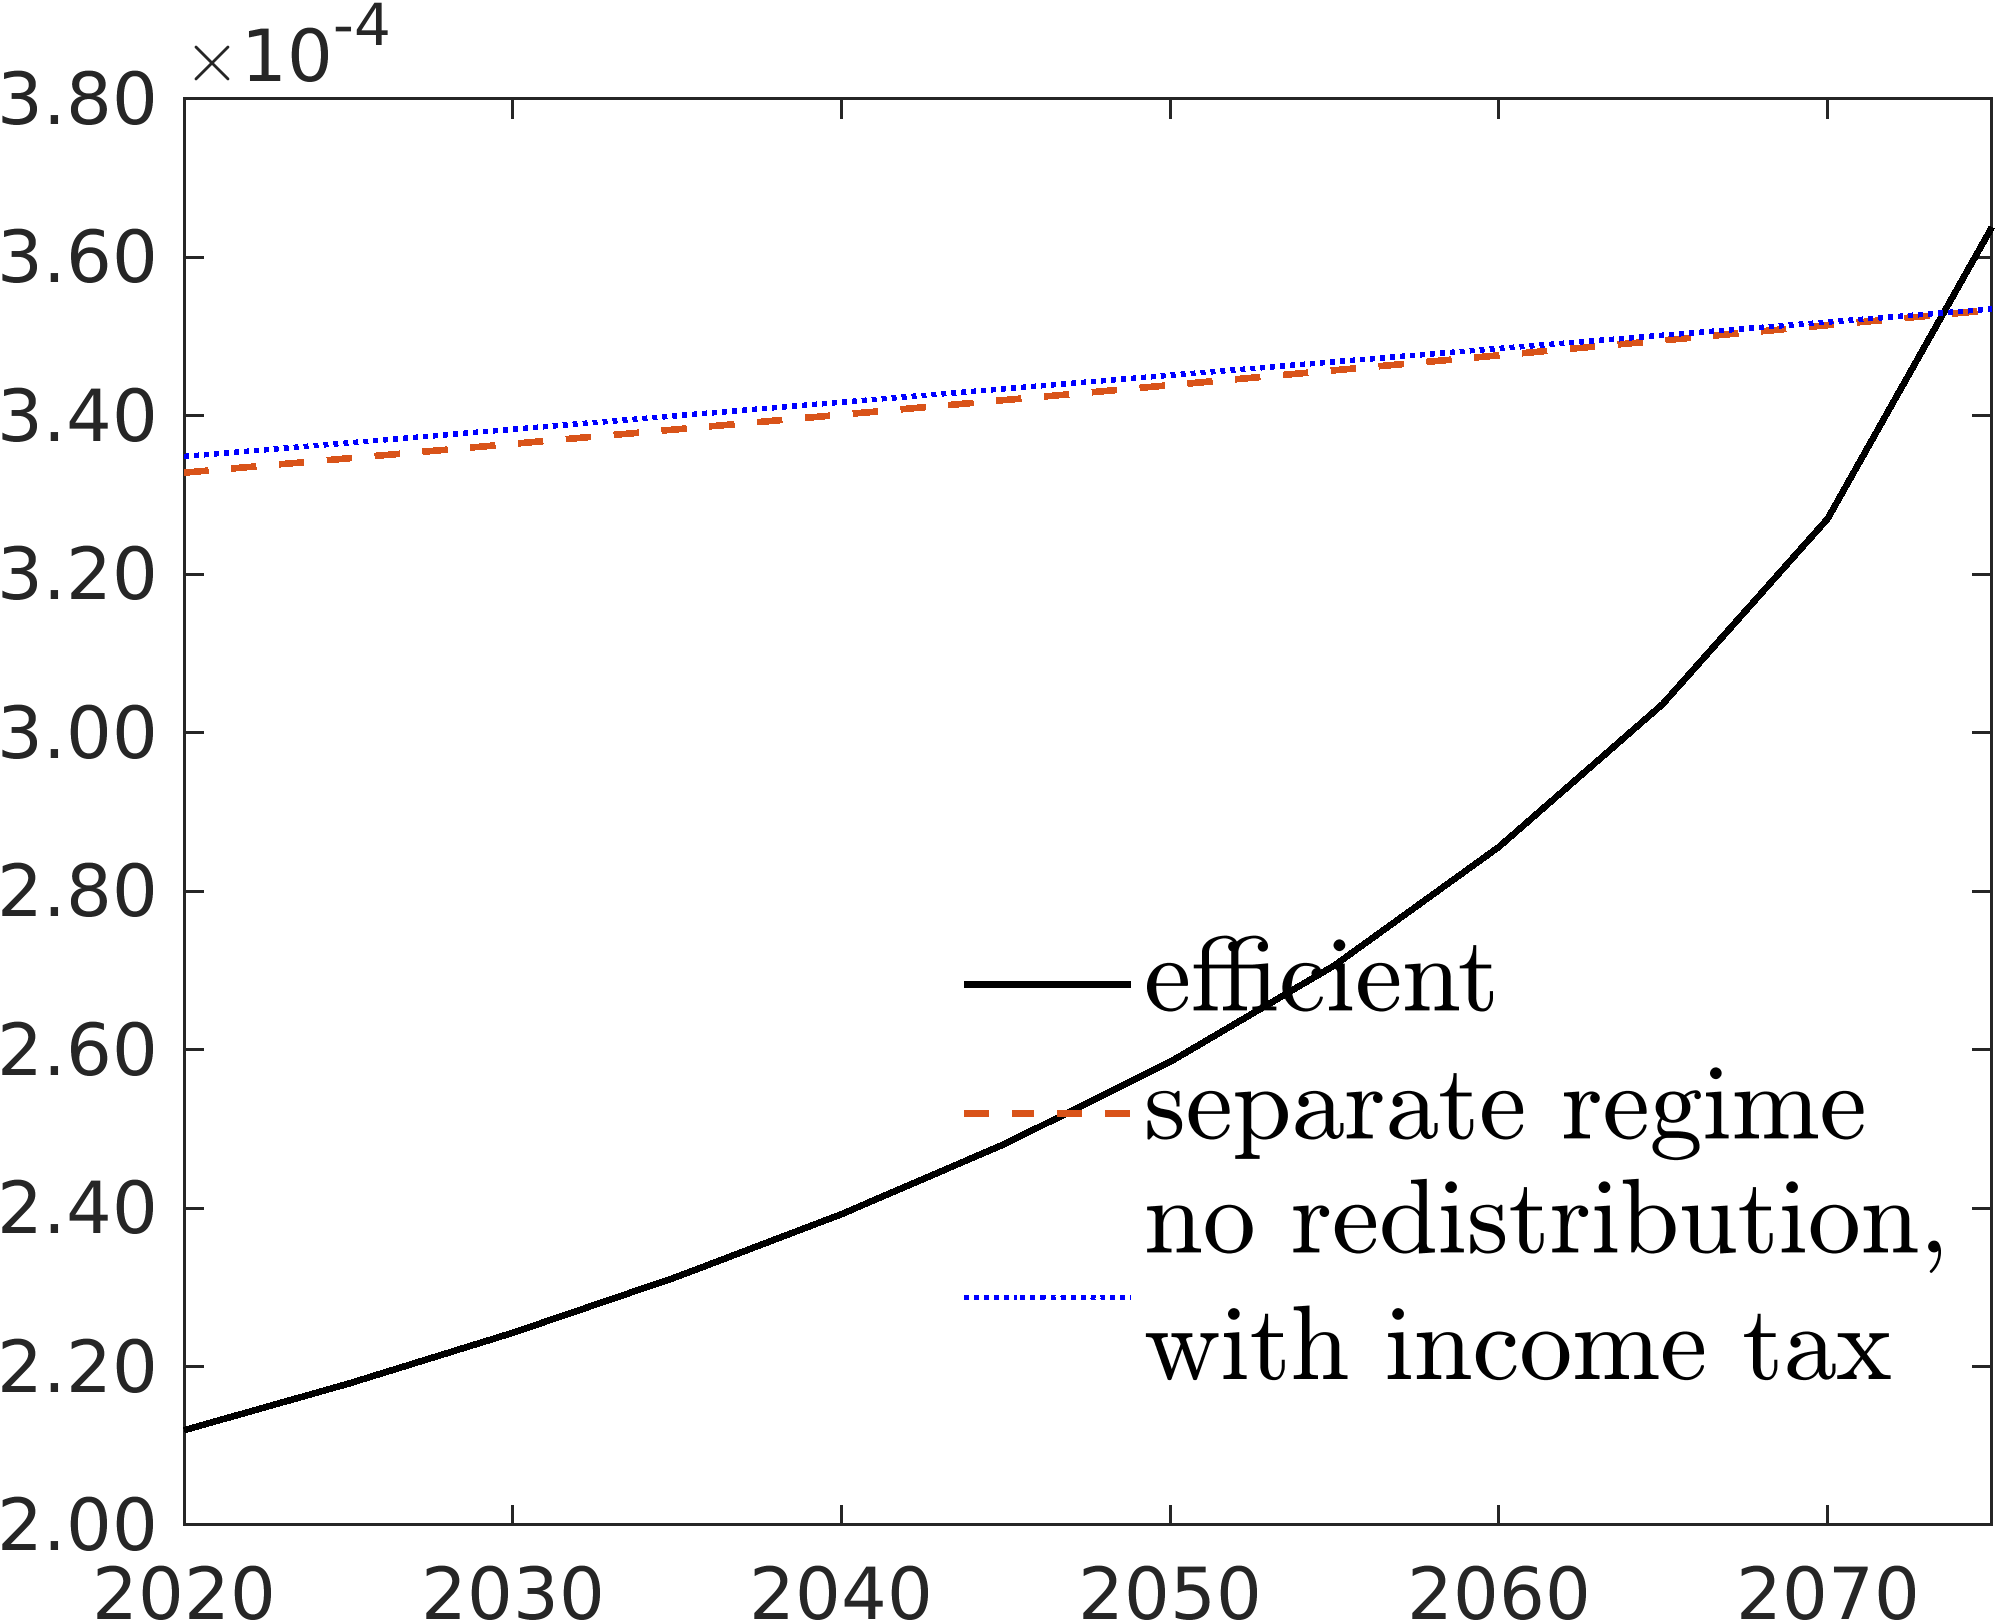 ×10-4
3.80
3.60
3.40
3.20
3.00
2.80
2.60
2.40
2.20
2.00
efficient
separate regime
no redistribution,
with income tax
2020 2030 2040 2050 2060 2070